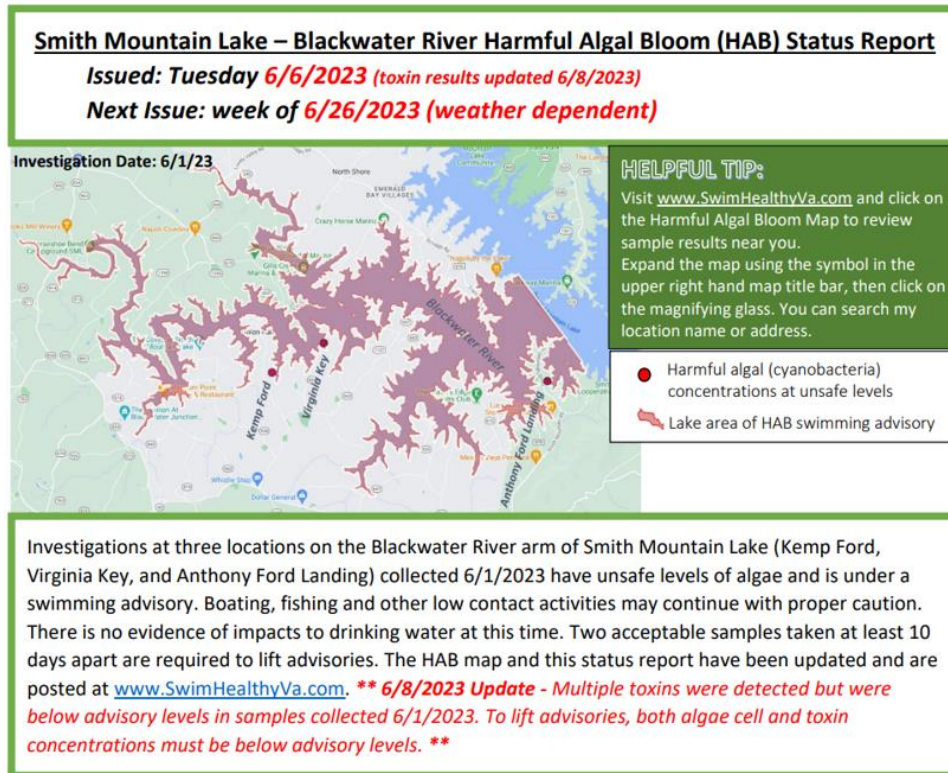 Smith Mountain Lake – Blackwater River Harmful Algal Bloom (HAB) Status Report
Issued: Tuesday 6/6/2023 (toxin results updated 6/8/2023)
Next Issue: week of 6/26/2023 (weather dependent)
Investigation Date: 6/1/23
North Shore
EMERALD
BAY VILLAGES
Crazy Horse Marina
Blackwater River
Kemp Ford
Virginia Key
Anthony Ford Landing
Whistle Stop
Dollar General
HELPFUL TIP:
Visit www.SwimHealthyVa.com and click on
the Harmful Algal Bloom Map to review
sample results near you.
Expand the map using the symbol in the
upper right hand map title bar, then click on
the magnifying glass. You can search my
location name or address.
Harmful algal (cyanobacteria)
concentrations at unsafe levels
Lake area of HAB swimming advisory
Investigations at three locations on the Blackwater River arm of Smith Mountain Lake (Kemp Ford,
Virginia Key, and Anthony Ford Landing) collected 6/1/2023 have unsafe levels of algae and is under a
swimming advisory. Boating, fishing and other low contact activities may continue with proper caution.
There is no evidence of impacts to drinking water at this time. Two acceptable samples taken at least 10
days apart are required to lift advisories. The HAB map and this status report have been updated and are
posted at www.SwimHealthyVa.com. ** 6/8/2023 Update - Multiple toxins were detected but were
below advisory levels in samples collected 6/1/2023. To lift advisories, both algae cell and toxin
concentrations must be below advisory levels. **